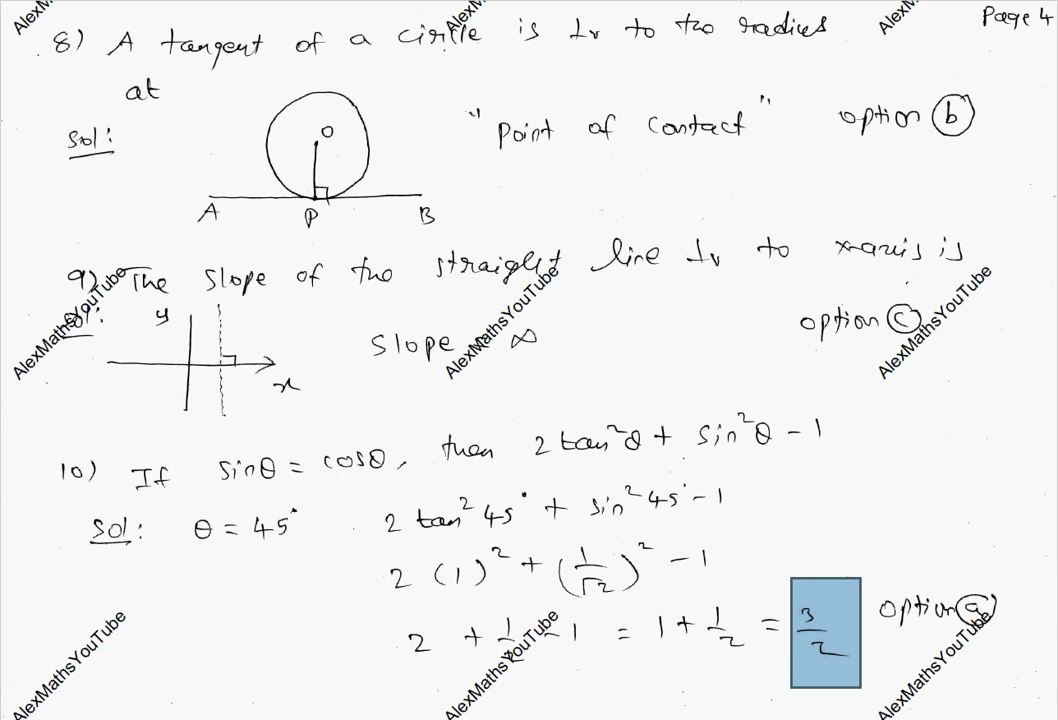 Page 4
8) A tangent of a circle is ⊥r to the radius
at
Sol:
"Point of contact" option (b)
O
A P B
9) The slope of the straight line ⊥r to x-axis is
Sol: y
x
slope = ∞ option (c)
10) If sinθ = cosθ, then 2 tan²θ + sin²θ - 1
Sol: θ = 45° 2 tan² 45° + sin² 45° - 1
2 (1)² + (1/√2)² - 1
2 + 1/2 - 1 = 1 + 1/2 = 3/2 option (a)
AlexMathsYouTube
AlexMathsYouTube
AlexMathsYouTube
AlexMathsYouTube
AlexMathsYouTube
AlexMathsYouTube